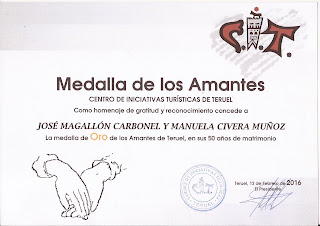 C.I.T.
Medalla de los Amantes
CENTRO DE INICIATIVAS TURÍSTICAS DE TERUEL
Como homenaje de gratitud y reconocimiento concede a
JOSÉ MAGALLÓN CARBONEL Y MANUELA CIVERA MUÑOZ
La medalla de Oro de los Amantes de Teruel, en sus 50 años de matrimonio
Teruel, 13 de Febrero de 2016
El Presidente
TERUEL